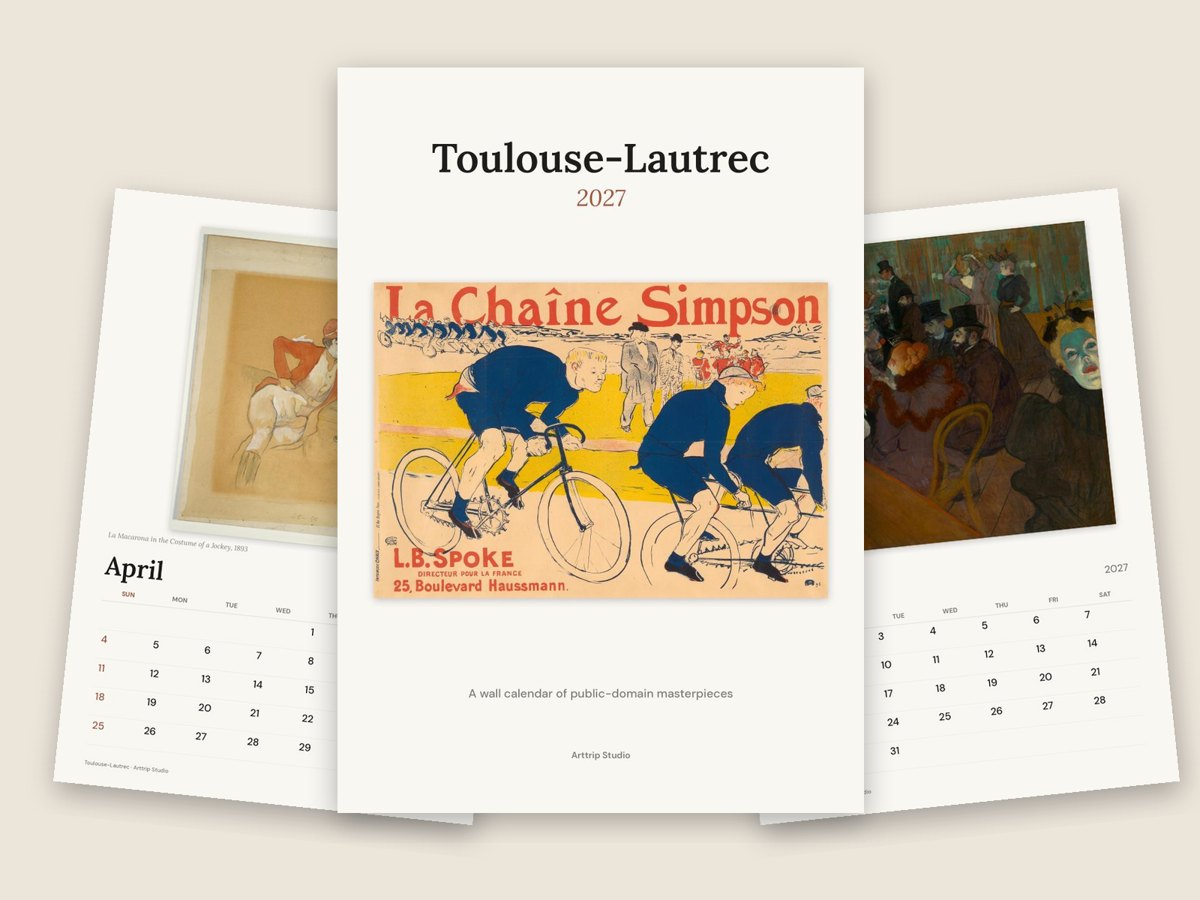 Toulouse-Lautrec
2027
La Chaîne Simpson
L.B. SPOKE
DIRECTEUR POUR LA FRANCE
25, Boulevard Haussmann.
A wall calendar of public-domain masterpieces
Arttrip Studio
La Macarona in the Costume of a Jockey, 1893
April
SUN MON TUE WED
1
4 5 6 7 8
11 12 13 14 15
18 19 20 21 22
25 26 27 28 29
Toulouse-Lautrec · Arttrip Studio
2027
TUE WED THU FRI SAT
3 4 5 6 7
10 11 12 13 14
17 18 19 20 21
24 25 26 27 28
31